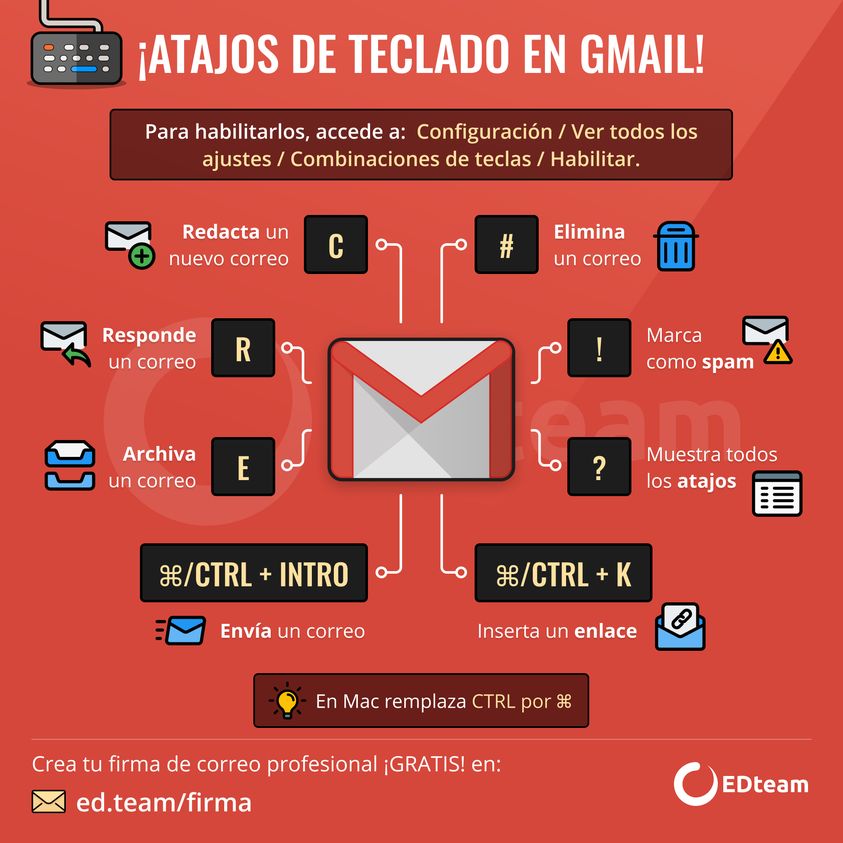 ¡ATAJOS DE TECLADO EN GMAIL!
Para habilitarlos, accede a: Configuración / Ver todos los
ajustes / Combinaciones de teclas / Habilitar.
Redacta un
nuevo correo
C
#
Elimina
un correo
Responde
un correo
R
!
Marca
como spam
Archiva
un correo
E
?
Muestra todos
los atajos
⌘/CTRL + INTRO
Envía un correo
⌘/CTRL + K
Inserta un enlace
team
En Mac remplaza CTRL por ⌘
Crea tu firma de correo profesional ¡GRATIS! en:
ed.team/firma
EDteam